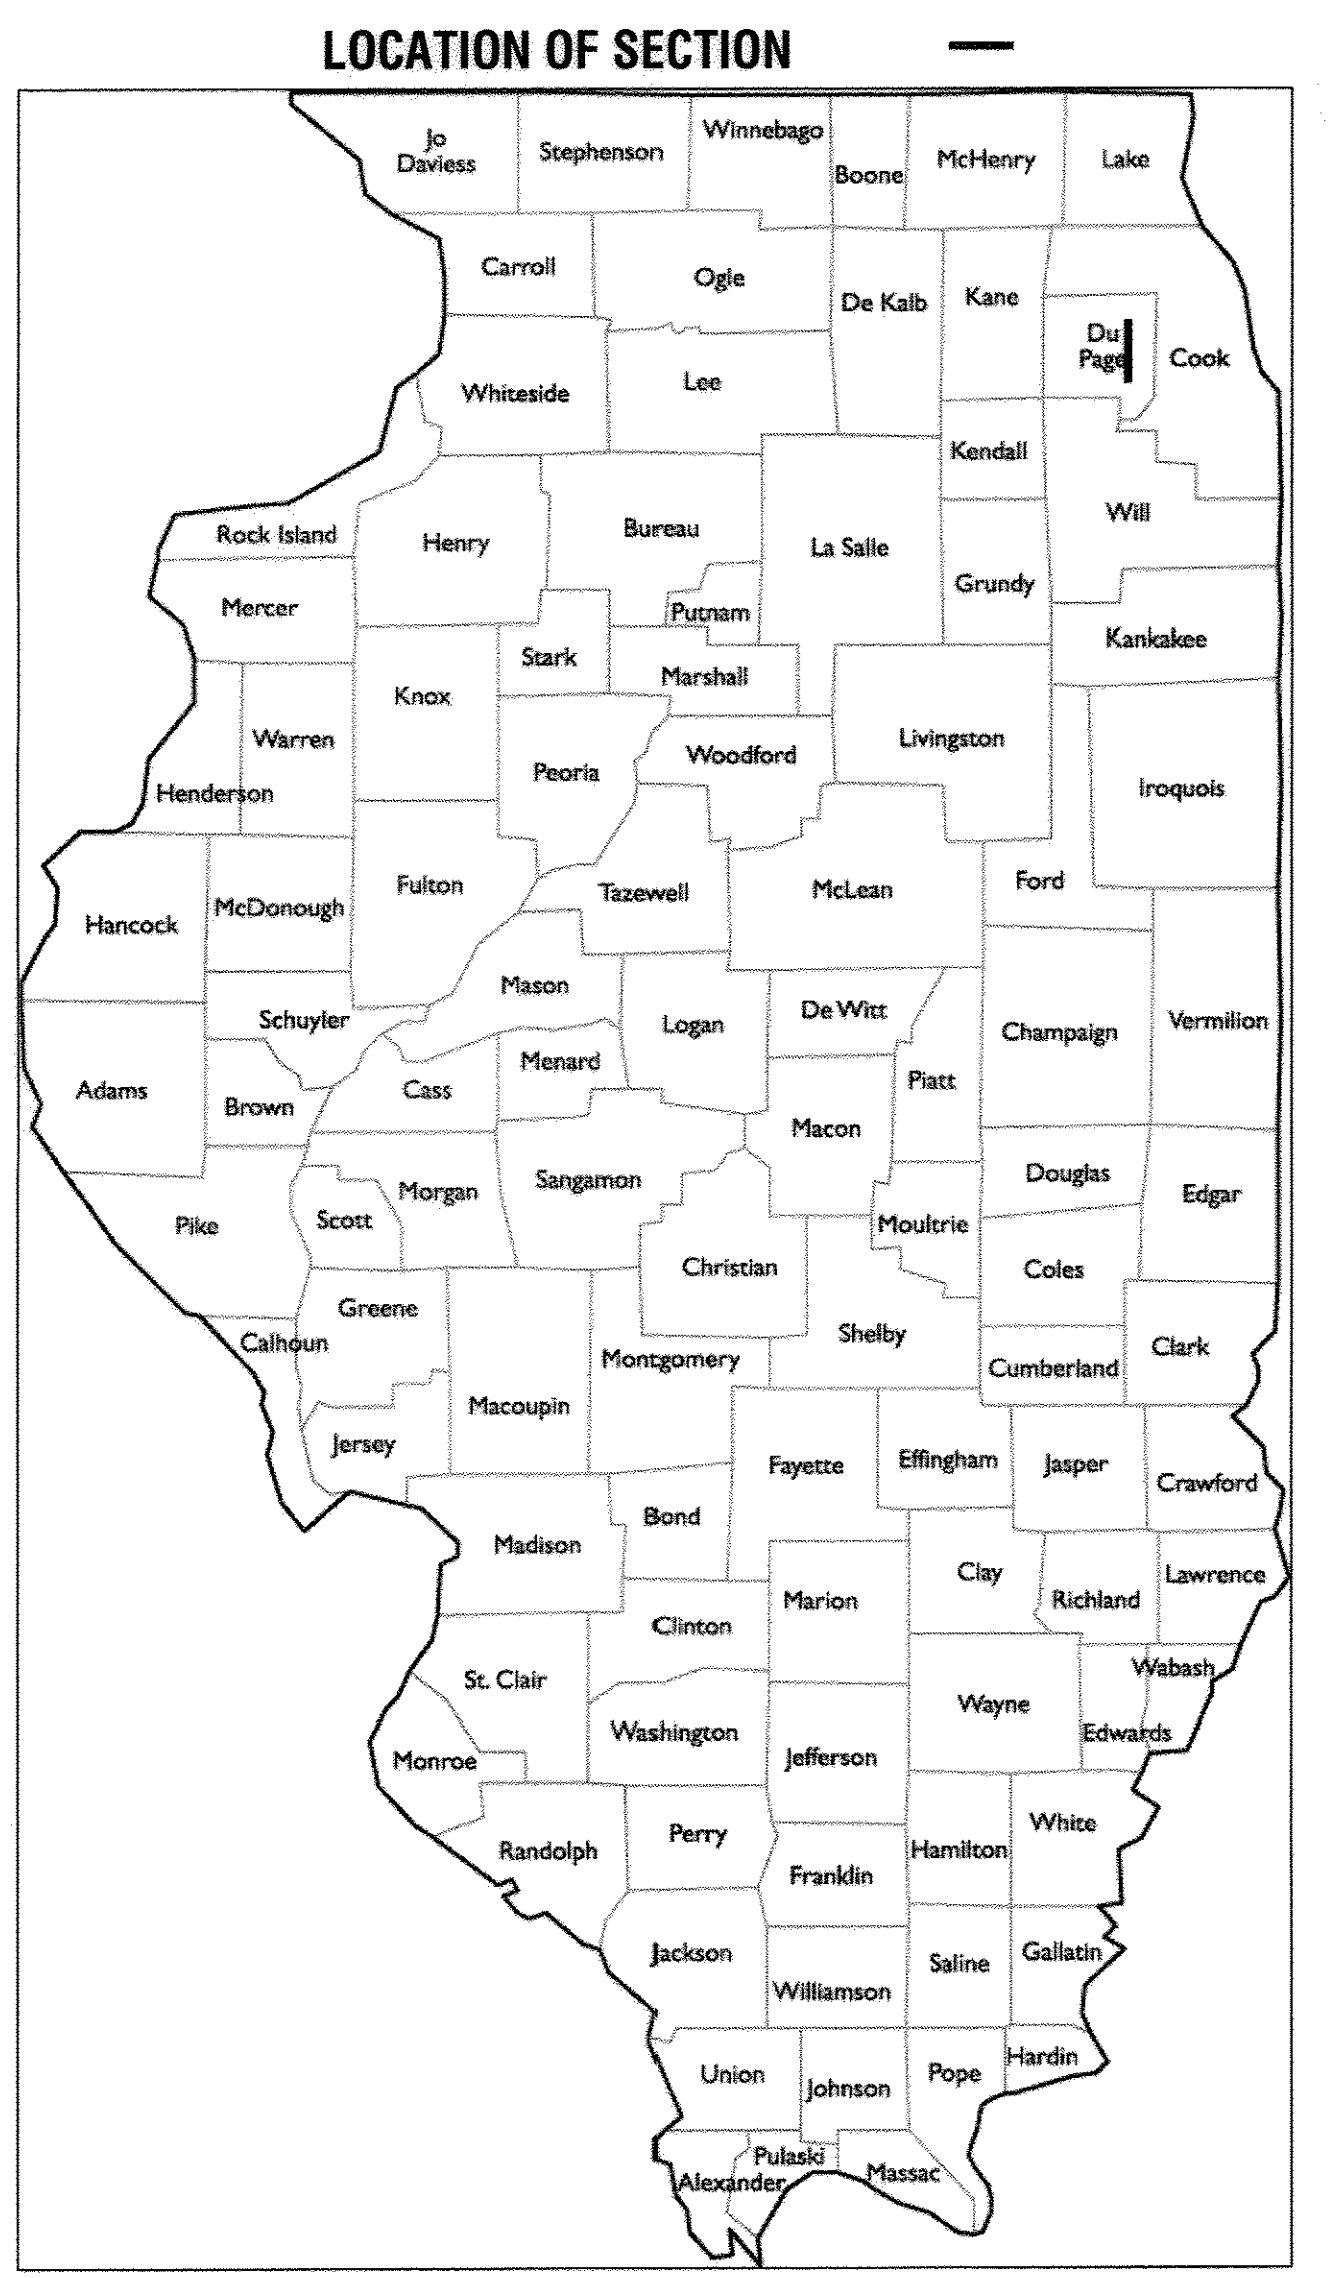 LOCATION OF SECTION
Jo
Daviess
Stephenson
Winnebago
Boone
McHenry
Lake
Carroll
Ogle
De Kalb
Kane
Du
Page
Cook
Whiteside
Lee
Kendall
Will
Rock Island
Henry
Bureau
La Salle
Grundy
Mercer
Putnam
Kankakee
Stark
Marshall
Knox
Warren
Henderson
Peoria
Woodford
Livingston
Iroquois
Hancock
McDonough
Fulton
Tazewell
McLean
Ford
Mason
Schuyler
Logan
De Witt
Champaign
Vermilion
Adams
Brown
Cass
Menard
Piatt
Macon
Pike
Scott
Morgan
Sangamon
Douglas
Edgar
Moultrie
Christian
Coles
Greene
Calhoun
Shelby
Clark
Montgomery
Cumberland
Macoupin
Jersey
Fayette
Effingham
Jasper
Crawford
Bond
Madison
Clay
Lawrence
Richland
Marion
Clinton
St. Clair
Wabash
Wayne
Washington
Edwards
Monroe
Jefferson
White
Randolph
Perry
Hamilton
Franklin
Jackson
Saline
Gallatin
Williamson
Union
Johnson
Pope
Hardin
Pulaski
Alexander
Massac